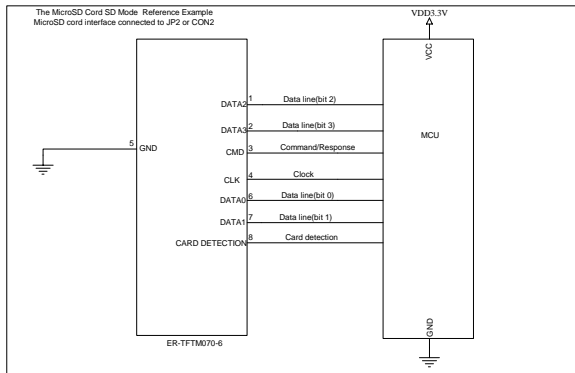 The MicroSD Cord SD Mode Reference Example
MicroSD cord interface connected to JP2 or CON2
VDD3.3V
VCC
DATA2 1 Data line(bit 2)
DATA3 2 Data line(bit 3)
MCU
5 GND
CMD 3 Command/Response
CLK 4 Clock
DATA0 6 Data line(bit 0)
DATA1 7 Data line(bit 1)
CARD DETECTION 8 Card detection
GND
ER-TFTM070-6